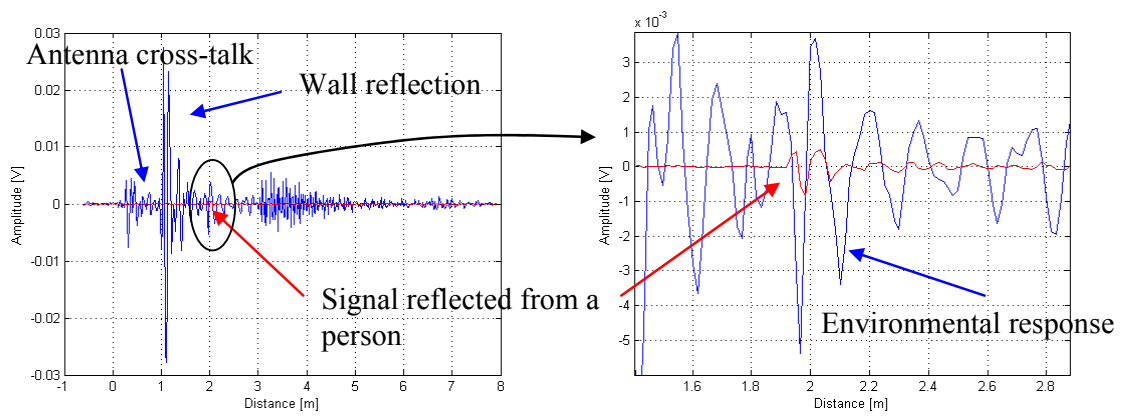 Antenna cross-talk
Wall reflection
Signal reflected from a
person
Amplitude [V]
0.03
0.02
0.01
0
-0.01
-0.02
-0.03
-1 0 1 2 3 4 5 6 7 8
Distance [m]
x 10⁻³
Amplitude [V]
3
2
1
0
-1
-2
-3
-4
-5
1.6 1.8 2 2.2 2.4 2.6 2.8
Distance [m]
Environmental response